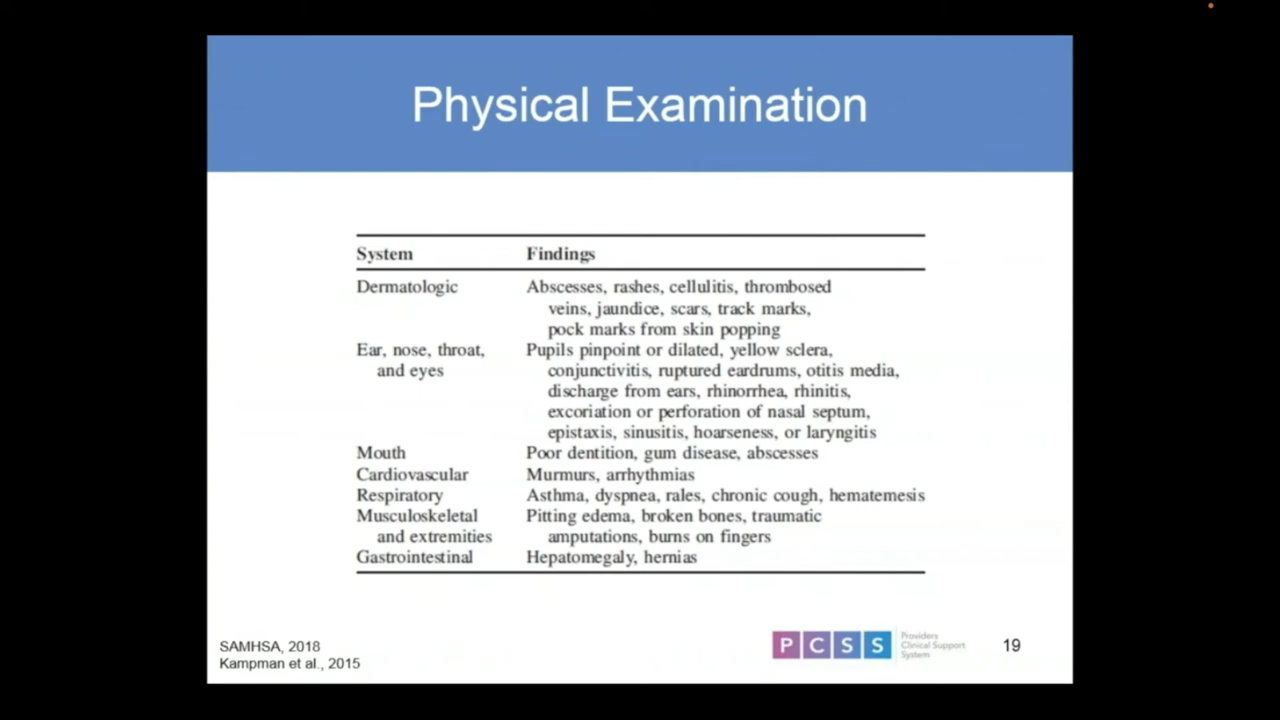 Physical Examination
System Findings
Dermatologic Abscesses, rashes, cellulitis, thrombosed
veins, jaundice, scars, track marks,
pock marks from skin popping
Ear, nose, throat, Pupils pinpoint or dilated, yellow sclera,
and eyes conjunctivitis, ruptured eardrums, otitis media,
discharge from ears, rhinorrhea, rhinitis,
excoriation or perforation of nasal septum,
epistaxis, sinusitis, hoarseness, or laryngitis
Mouth Poor dentition, gum disease, abscesses
Cardiovascular Murmurs, arrhythmias
Respiratory Asthma, dyspnea, rales, chronic cough, hematemesis
Musculoskeletal Pitting edema, broken bones, traumatic
and extremities amputations, burns on fingers
Gastrointestinal Hepatomegaly, hernias
SAMHSA, 2018
Kampman et al., 2015
PCSS
Providers
Clinical Support
System
19